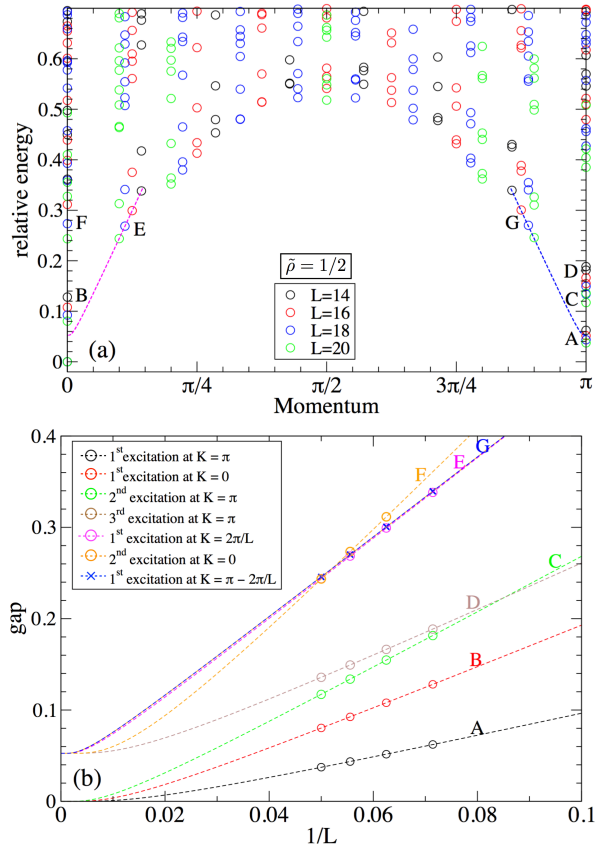 0.6
0.5
0.4
0.3
0.2
0.1
0
relative energy
F
E
G
B
D
C
A
ρ̃ = 1/2
L=14
L=16
L=18
L=20
(a)
0
π/4
π/2
3π/4
π
Momentum
0.4
0.3
0.2
0.1
0
gap
1st excitation at K = π
1st excitation at K = 0
2nd excitation at K = π
3rd excitation at K = π
1st excitation at K = 2π/L
2nd excitation at K = 0
1st excitation at K = π − 2π/L
G
F
E
C
D
B
A
(b)
0
0.02
0.04
0.06
0.08
0.1
1/L